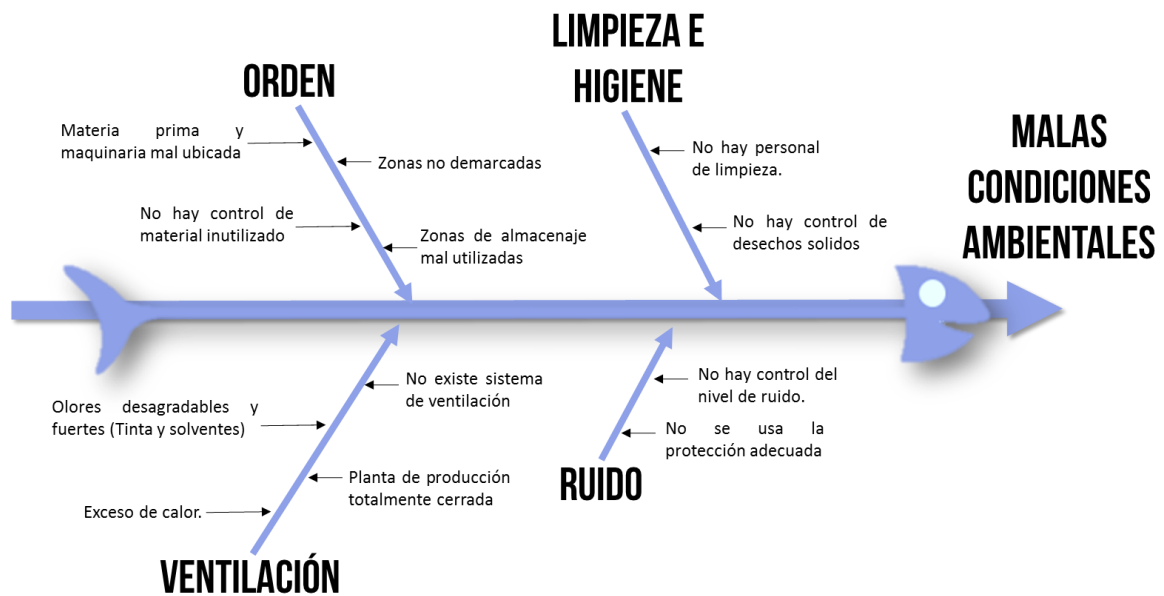 LIMPIEZA E
HIGIENE
ORDEN
MALAS
CONDICIONES
AMBIENTALES
Materia prima y
maquinaria mal ubicada
Zonas no demarcadas
No hay control de
material inutilizado
Zonas de almacenaje
mal utilizadas
No hay personal
de limpieza.
No hay control de
desechos solidos
No existe sistema
de ventilación
Olores desagradables y
fuertes (Tinta y solventes)
Planta de producción
totalmente cerrada
Exceso de calor.
VENTILACIÓN
No hay control del
nivel de ruido.
No se usa la
protección adecuada
RUIDO